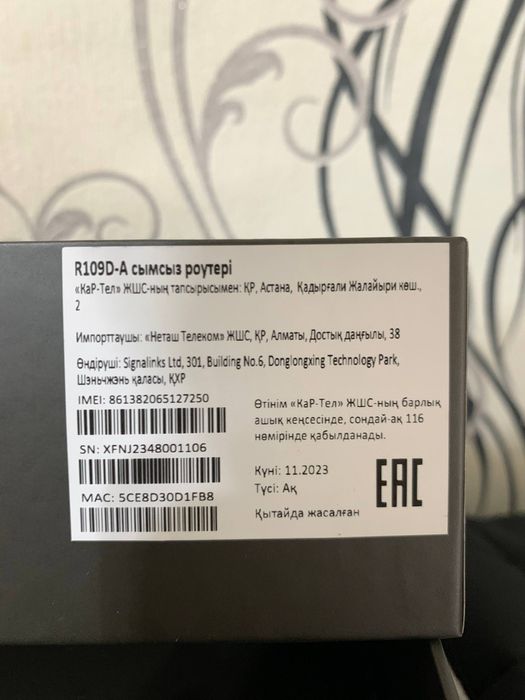 R109D-A сымсыз роутері
«КаР-Тел» ЖШС-ның тапсырысымен: ҚР, Астана, Қадырғали Жалайыри көш.,
2
Импорттаушы: «Неташ Телеком» ЖШС, ҚР, Алматы, Достық даңғылы, 38
Өндіруші: Signalinks Ltd, 301, Building No.6, Donglongxing Technology Park,
Шэньчжэнь қаласы, ҚХР
IMEI: 861382065127250
SN: XFNJ2348001106
MAC: 5CE8D30D1FB8
Өтінім «КаР-Тел» ЖШС-ның барлық
ашық кеңсесінде, сондай-ақ 116
нөмірінде қабылданады.
Күні: 11.2023
Түсі: Ақ
Қытайда жасалған
EAC